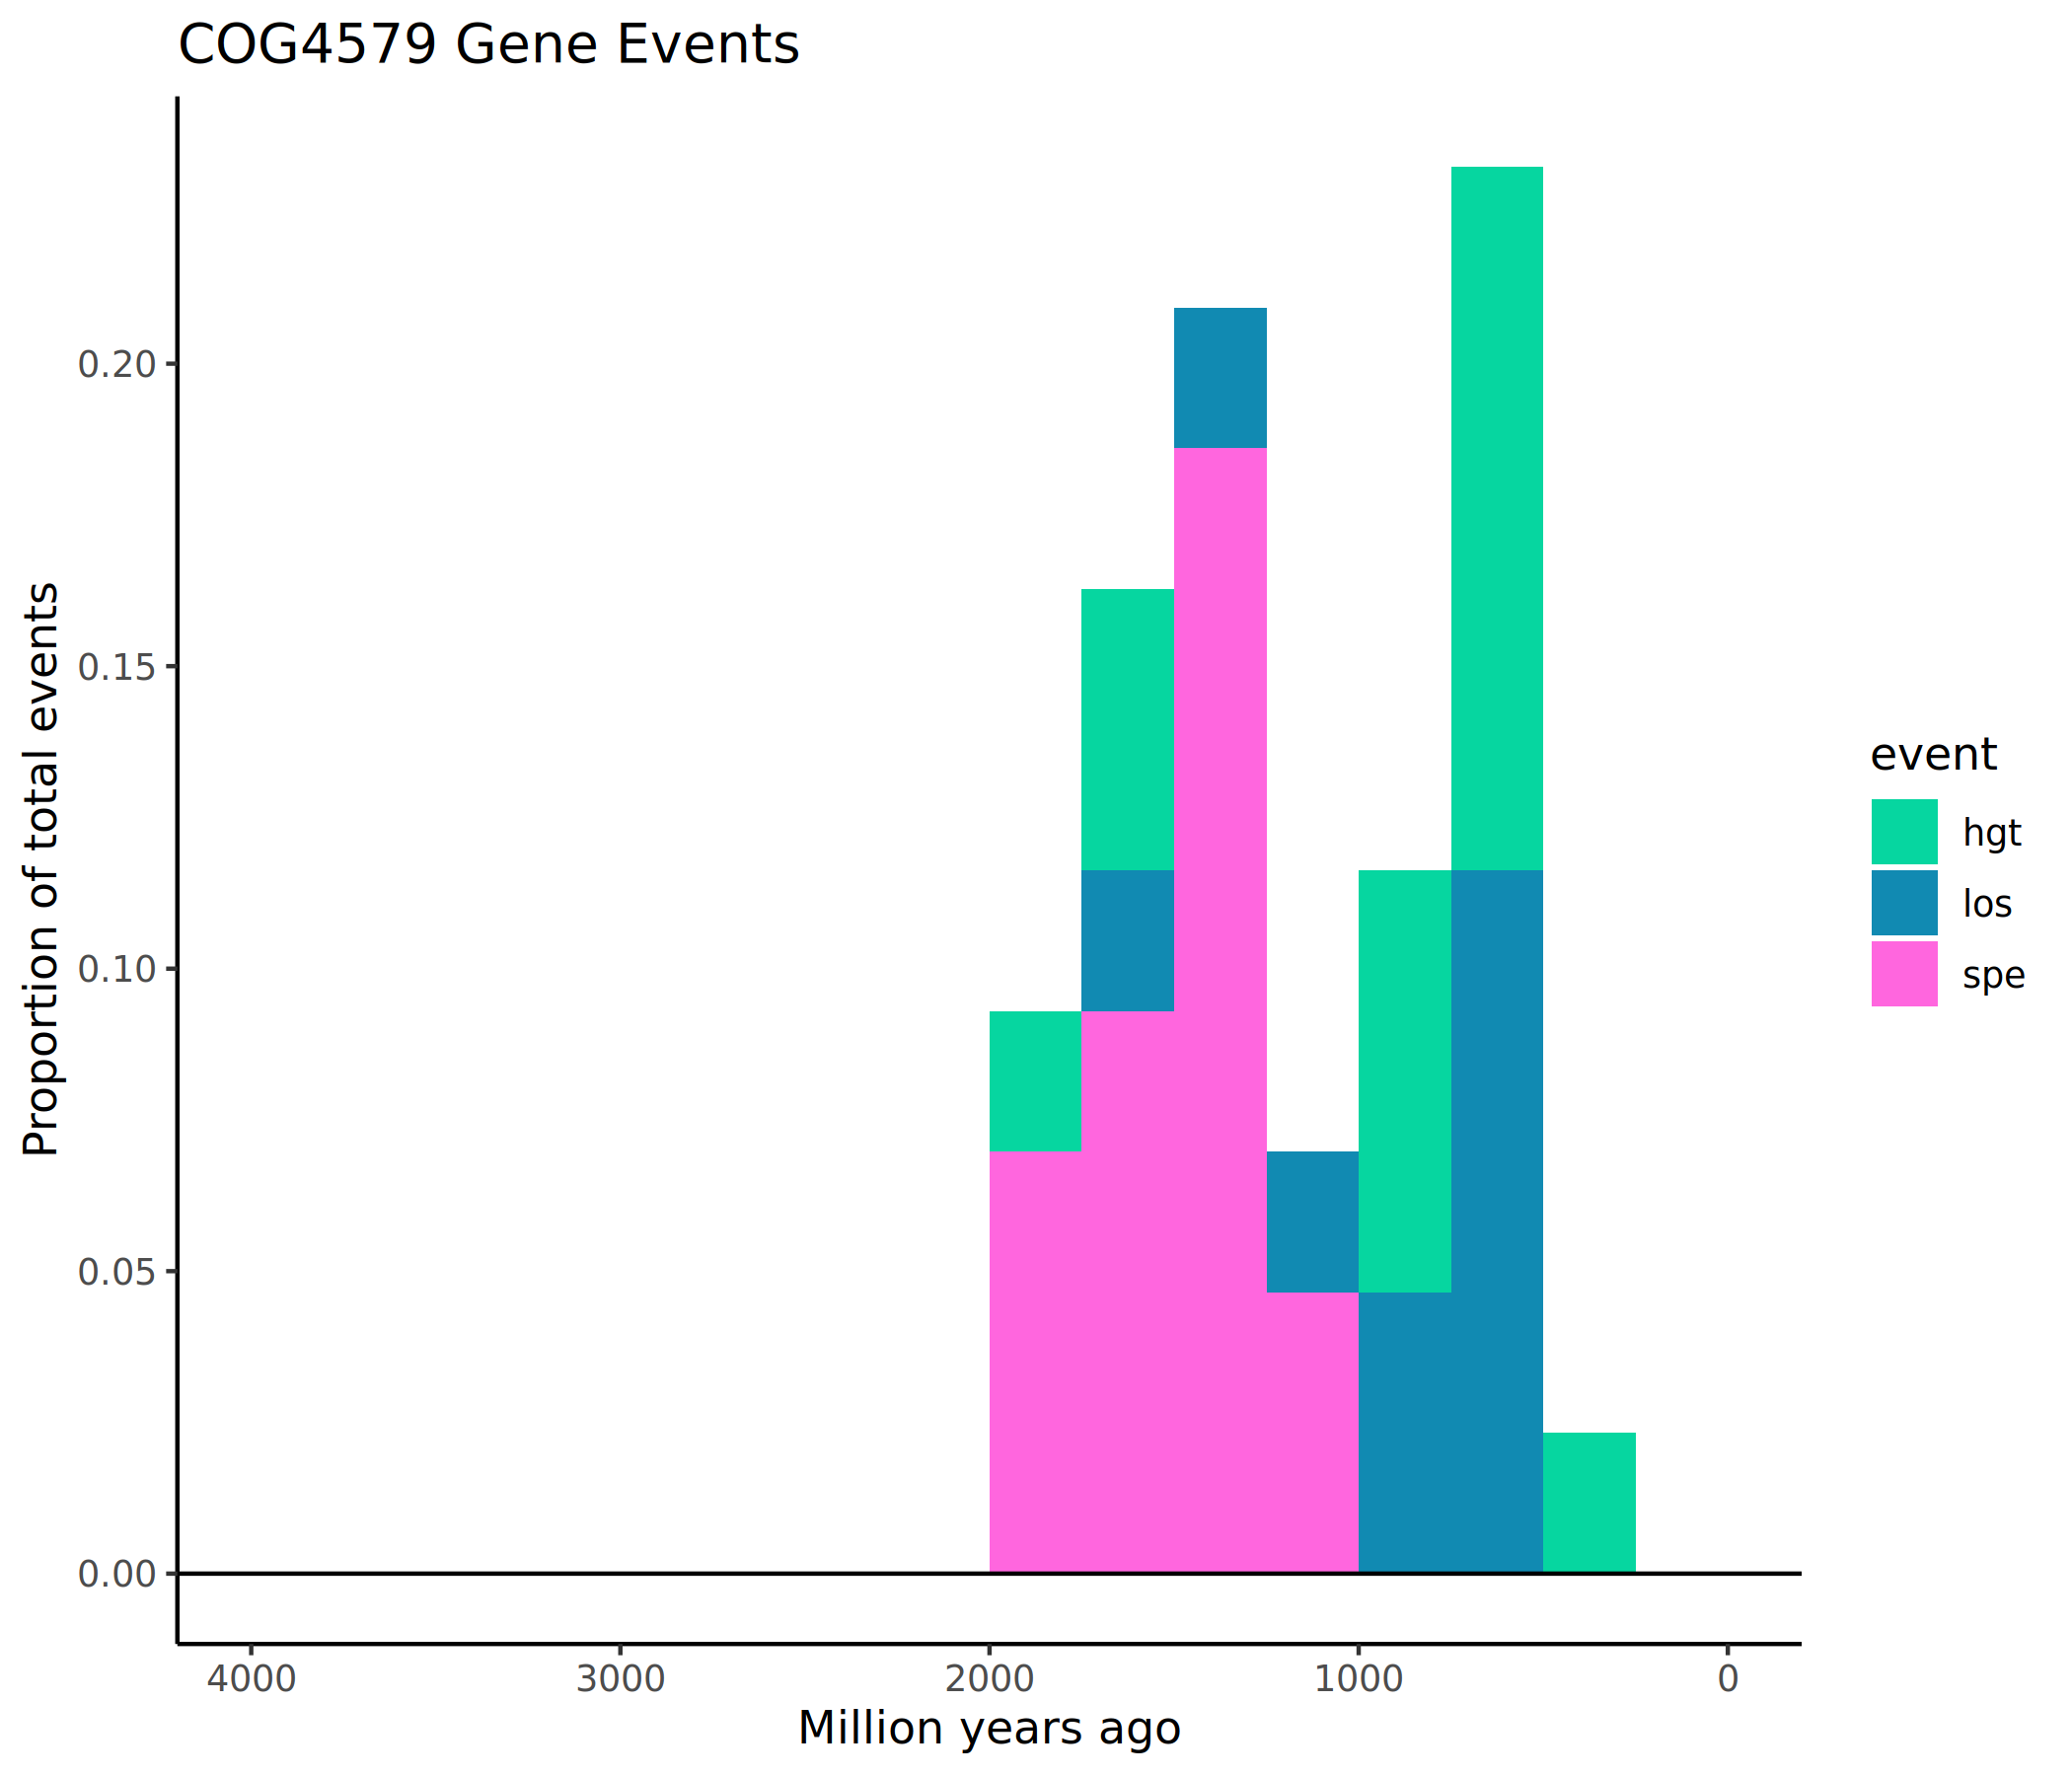 COG4579 Gene Events
Proportion of total events
0.20
0.15
0.10
0.05
0.00
4000 3000 2000 1000 0
Million years ago
event
hgt
los
spe